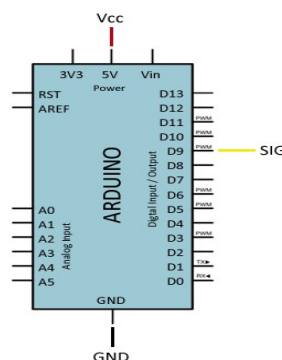 Vcc
3V3 5V Vin
Power
RST D13
AREF D12
D11 PWM
D10 PWM
D9 PWM SIG
D8
D7
D6 PWM
A0 D5 PWM
A1 D4
A2 D3 PWM
A3 D2
A4 D1 TX▶
A5 D0 RX◀
ARDUINO
Analog Input
Digtal Input / Output
GND
GND